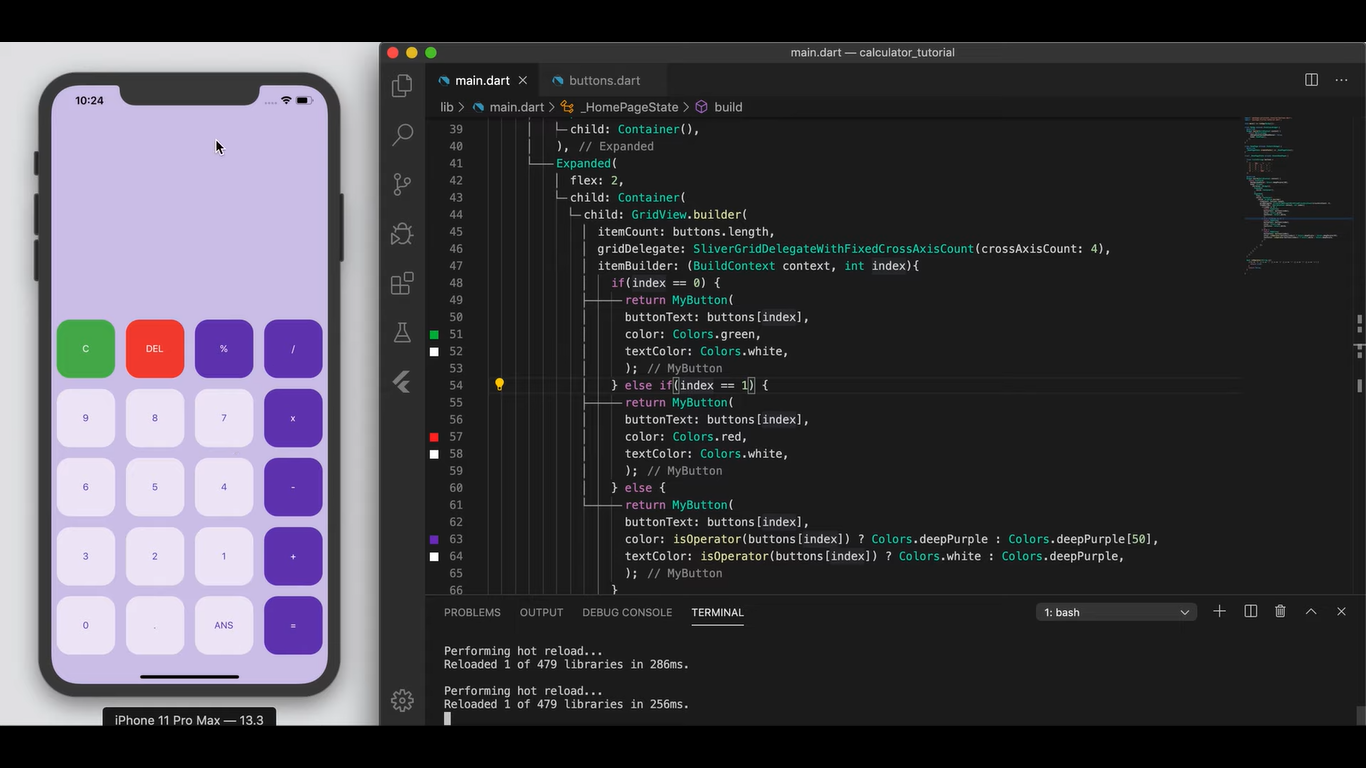 10:24
C DEL % /
9 8 7 x
6 5 4 -
3 2 1 +
0 . ANS =
iPhone 11 Pro Max — 13.3
main.dart — calculator_tutorial
main.dart buttons.dart
lib > main.dart > _HomePageState > build
39 child: Container(),
40 ), // Expanded
41 Expanded(
42 flex: 2,
43 child: Container(
44 child: GridView.builder(
45 itemCount: buttons.length,
46 gridDelegate: SliverGridDelegateWithFixedCrossAxisCount(crossAxisCount: 4),
47 itemBuilder: (BuildContext context, int index){
48 if(index == 0) {
49 return MyButton(
50 buttonText: buttons[index],
51 color: Colors.green,
52 textColor: Colors.white,
53 ); // MyButton
54 } else if(index == 1) {
55 return MyButton(
56 buttonText: buttons[index],
57 color: Colors.red,
58 textColor: Colors.white,
59 ); // MyButton
60 } else {
61 return MyButton(
62 buttonText: buttons[index],
63 color: isOperator(buttons[index]) ? Colors.deepPurple : Colors.deepPurple[50],
64 textColor: isOperator(buttons[index]) ? Colors.white : Colors.deepPurple,
65 ); // MyButton
66 }
PROBLEMS OUTPUT DEBUG CONSOLE TERMINAL 1: bash
Performing hot reload...
Reloaded 1 of 479 libraries in 286ms.
Performing hot reload...
Reloaded 1 of 479 libraries in 256ms.